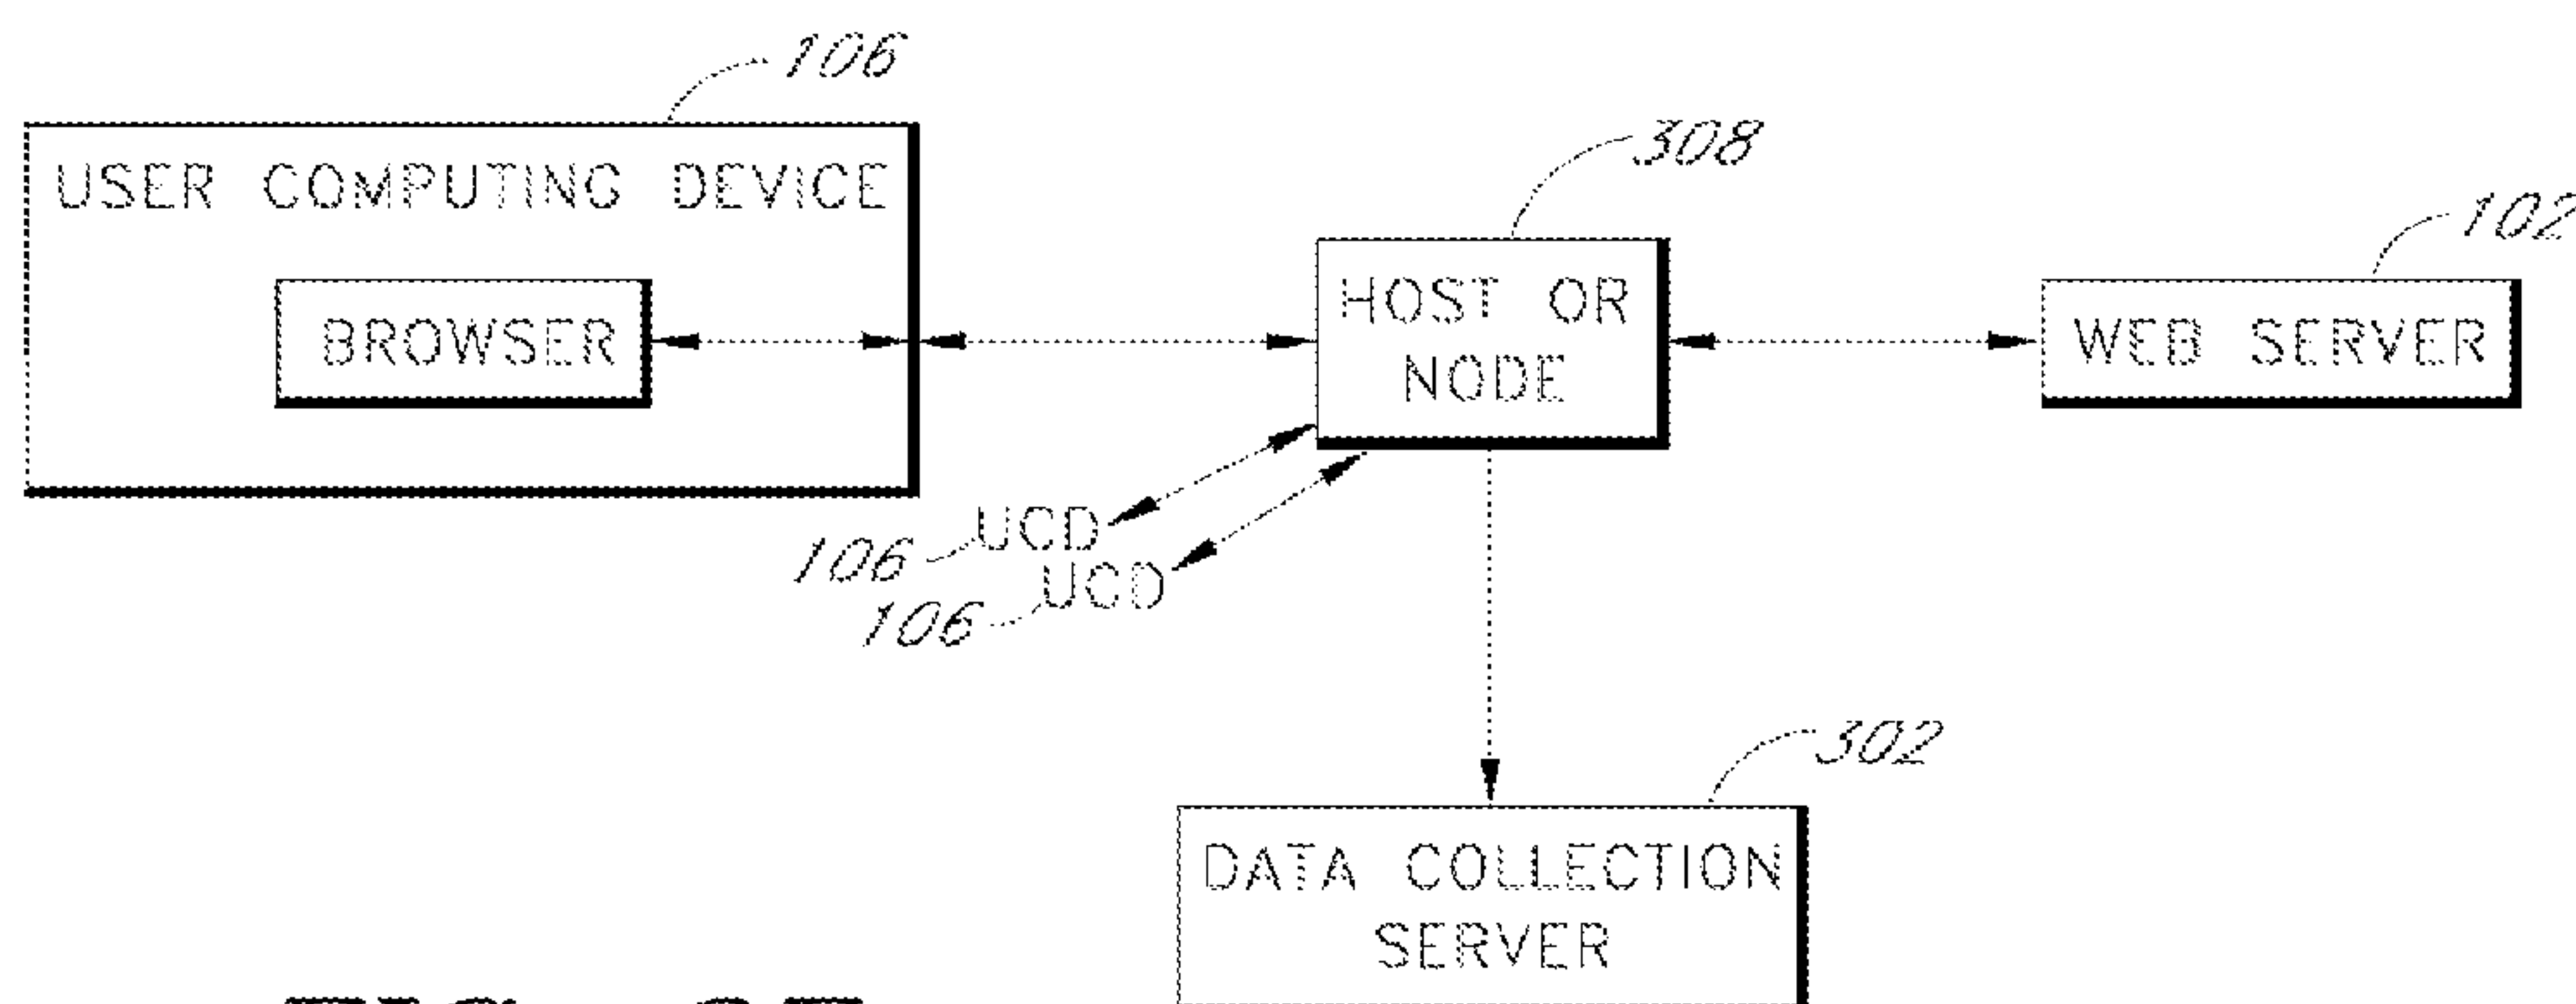 106
USER COMPUTING DEVICE
BROWSER
308
HOST OR
NODE
102
WEB SERVER
106 UCD
106 UCD
302
DATA COLLECTION
SERVER